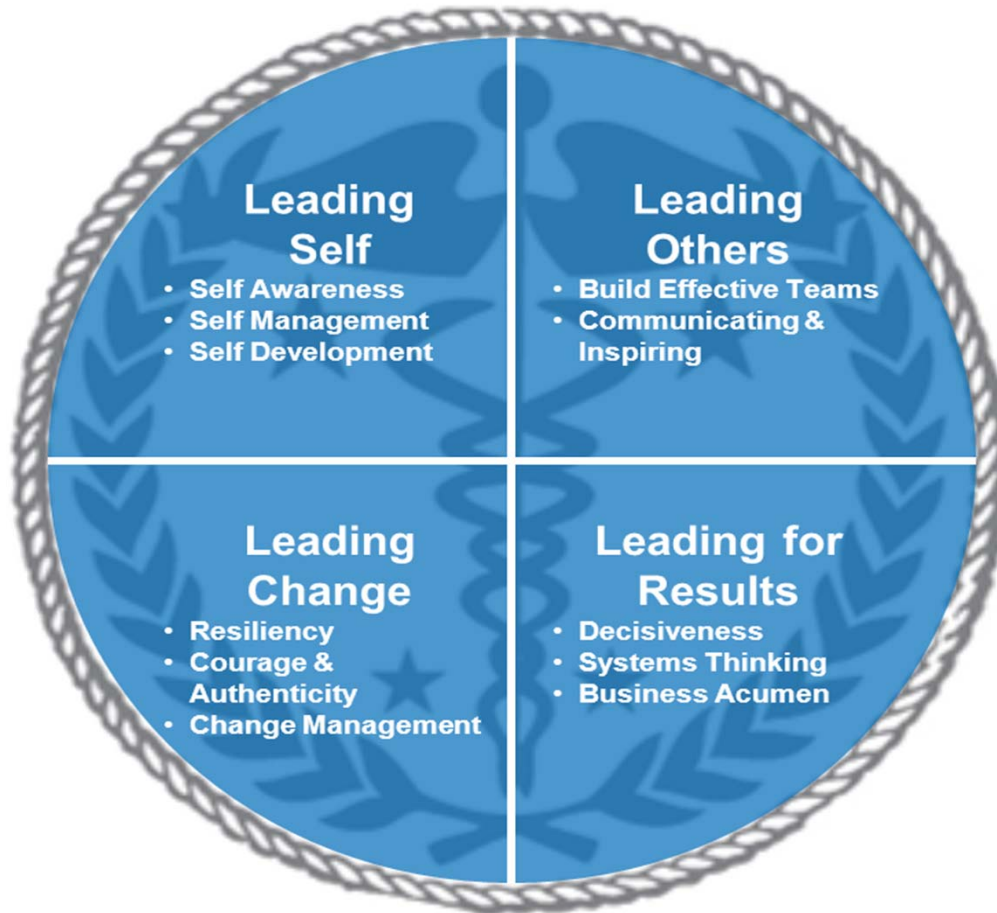 Leading
Self
• Self Awareness
• Self Management
• Self Development
Leading
Others
• Build Effective Teams
• Communicating &
Inspiring
Leading
Change
• Resiliency
• Courage &
Authenticity
• Change Management
Leading for
Results
• Decisiveness
• Systems Thinking
• Business Acumen